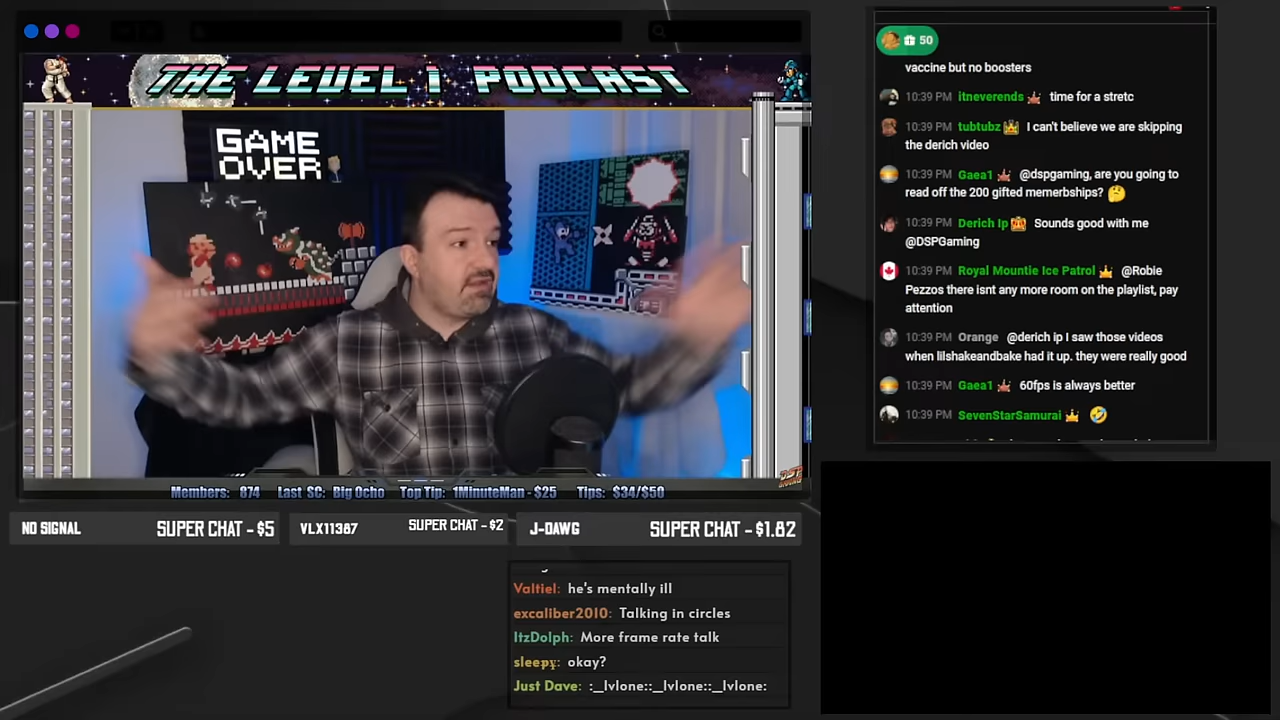 THE LEVEL 1 PODCAST
GAME
OVER
Members: 874 Last SC: Big Ocho Top Tip: 1MinuteMan - $25 Tips: $34/$50
NO SIGNAL SUPER CHAT - $5
VLX11387 SUPER CHAT - $2
J-DAWG SUPER CHAT - $1.82
50
vaccine but no boosters
10:39 PM itneverends time for a stretc
10:39 PM tubtubz I can't believe we are skipping
the derich video
10:39 PM Gaea1 @dspgaming, are you going to
read off the 200 gifted memerbships?
10:39 PM Derich Ip Sounds good with me
@DSPGaming
10:39 PM Royal Mountie Ice Patrol @Robie
Pezzos there isnt any more room on the playlist, pay
attention
10:39 PM Orange @derich ip I saw those videos
when lilshakeandbake had it up. they were really good
10:39 PM Gaea1 60fps is always better
10:39 PM SevenStarSamurai
Valtiel: he's mentally ill
excaliber2010: Talking in circles
ItzDolph: More frame rate talk
sleepy: okay?
Just Dave: :_lvlone::_lvlone::_lvlone: